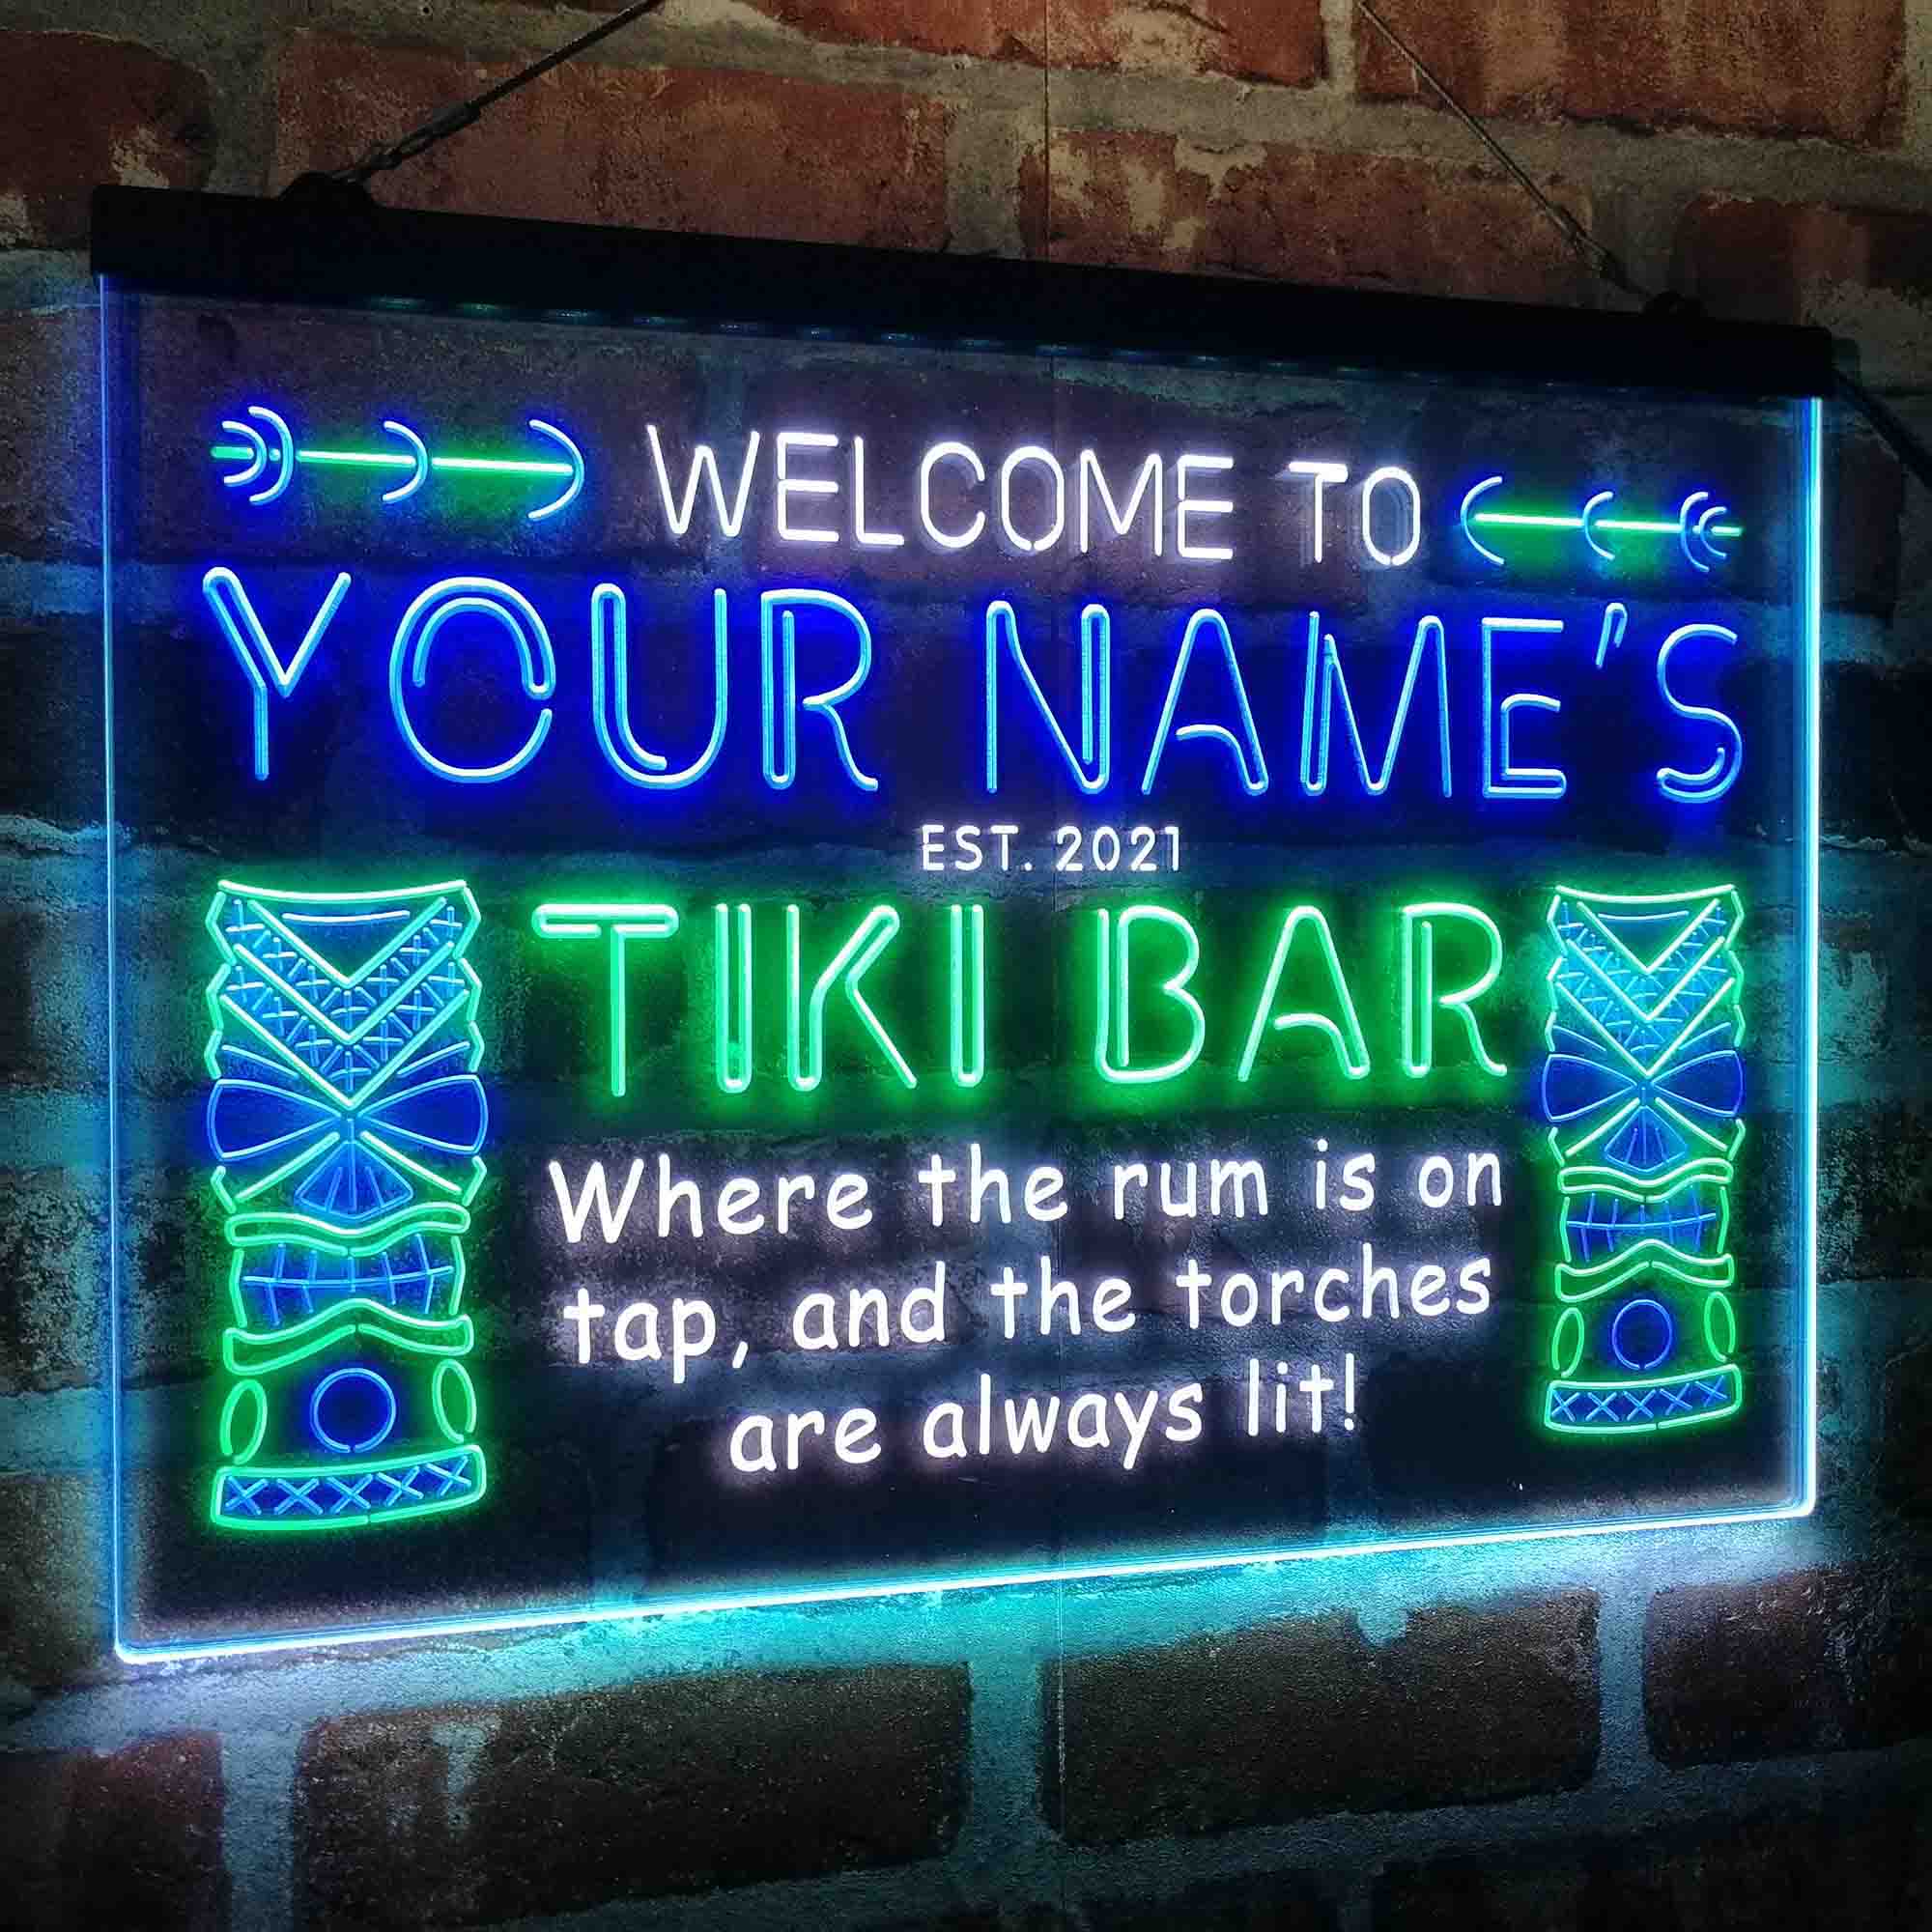 WELCOME TO
YOUR NAME'S
EST. 2021
TIKI BAR
Where the rum is on
tap, and the torches
are always lit!